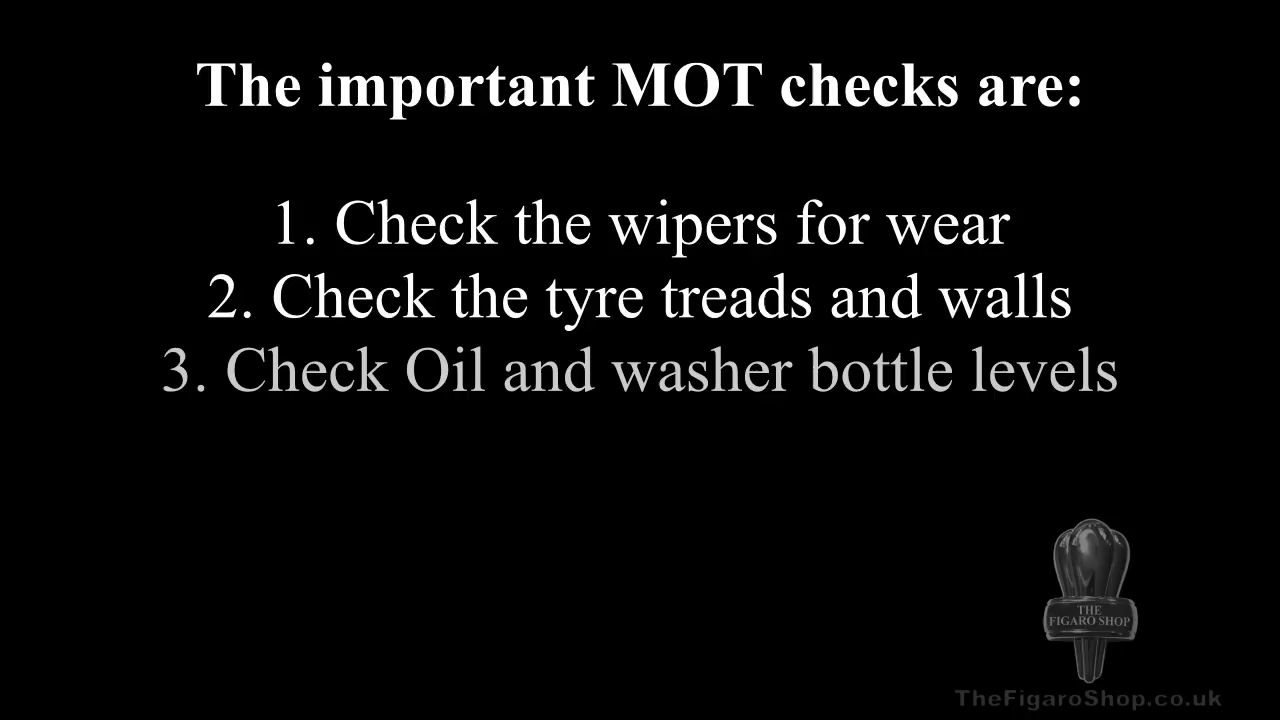 The important MOT checks are:
1. Check the wipers for wear
2. Check the tyre treads and walls
3. Check Oil and washer bottle levels
THE
FIGARO SHOP
TheFigaroShop.co.uk